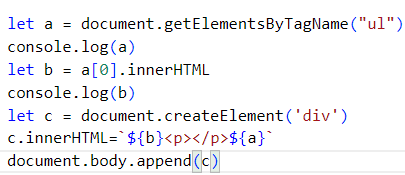 let a = document.getElementsByTagName("ul")
console.log(a)
let b = a[0].innerHTML
console.log(b)
let c = document.createElement('div')
c.innerHTML=`${b}<p></p>${a}`
document.body.append(c)